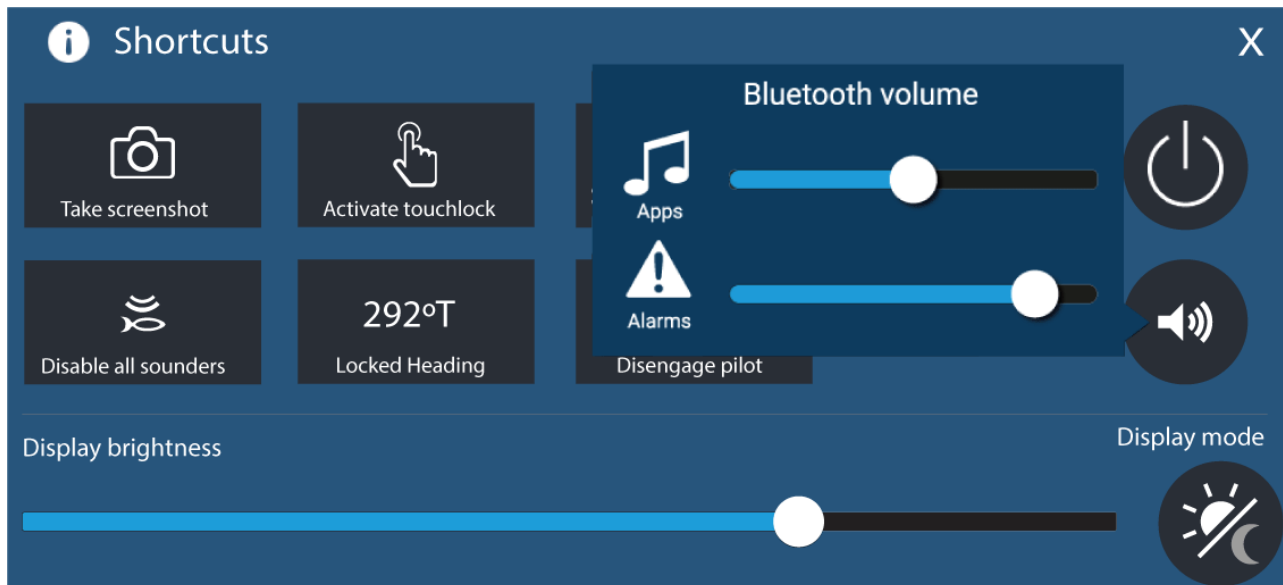 Shortcuts
X
Bluetooth volume
Take screenshot
Activate touchlock
Apps
Alarms
292ºT
Disable all sounders
Locked Heading
Disengage pilot
Display brightness
Display mode